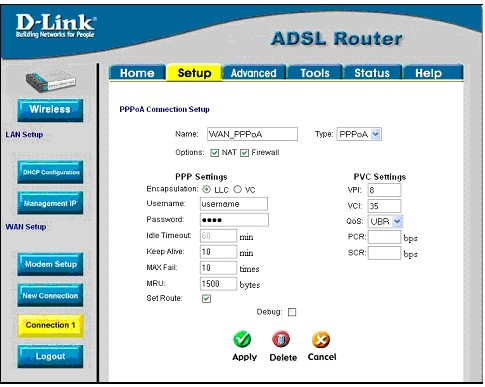 D-Link
Building Networks for People
ADSL Router
Home Setup Advanced Tools Status Help
Wireless
LAN Setup
DHCP Configuration
Management IP
WAN Setup
Modem Setup
New Connection
Connection 1
Logout
PPPoA Connection Setup
Name: WAN_PPPoA Type: PPPoA
Options: NAT Firewall
PPP Settings
Encapsulation: LLC VC
Username: username
Password: ●●●●
Idle Timeout: 60 min
Keep Alive: 10 min
MAX Fail: 10 times
MRU: 1500 bytes
Set Route:
PVC Settings
VPI: 8
VCI: 35
QoS: UBR
PCR: bps
SCR: bps
Debug:
Apply Delete Cancel